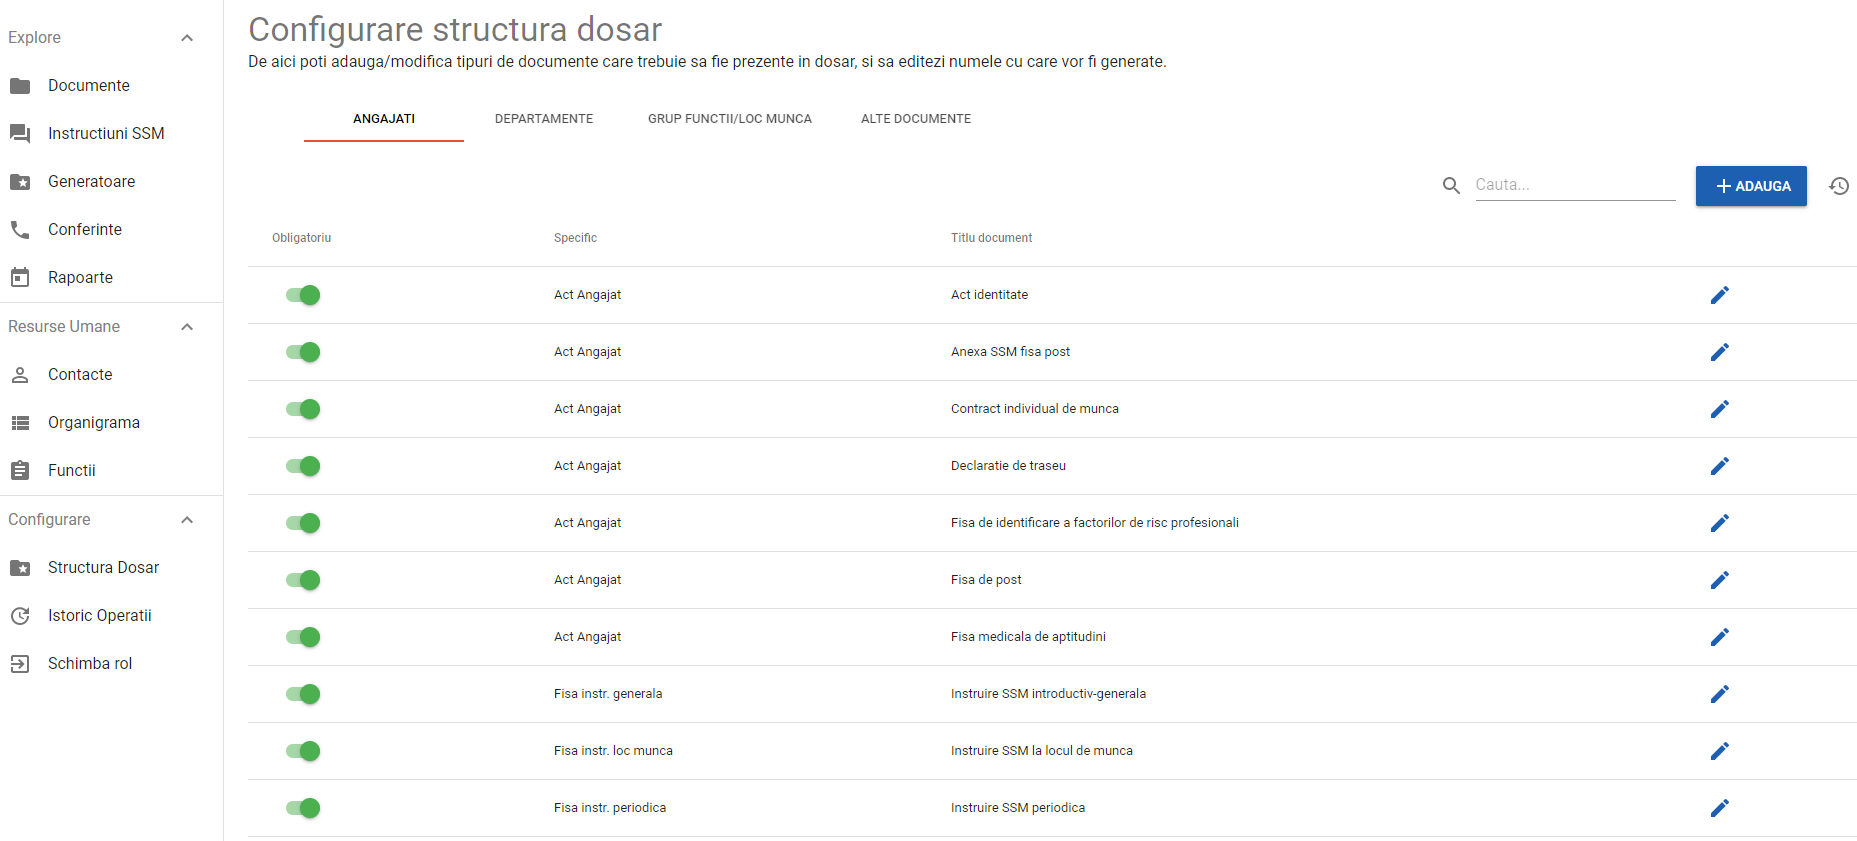 Explore
Documente
Instructiuni SSM
Generatoare
Conferinte
Rapoarte
Resurse Umane
Contacte
Organigrama
Functii
Configurare
Structura Dosar
Istoric Operatii
Schimba rol
Configurare structura dosar
De aici poti adauga/modifica tipuri de documente care trebuie sa fie prezente in dosar, si sa editezi numele cu care vor fi generate.
ANGAJATI DEPARTAMENTE GRUP FUNCTII/LOC MUNCA ALTE DOCUMENTE
Cauta... ADAUGA
Obligatoriu Specific Titlu document
Act Angajat Act identitate
Act Angajat Anexa SSM fisa post
Act Angajat Contract individual de munca
Act Angajat Declaratie de traseu
Act Angajat Fisa de identificare a factorilor de risc profesionali
Act Angajat Fisa de post
Act Angajat Fisa medicala de aptitudini
Fisa instr. generala Instruire SSM introductiv-generala
Fisa instr. loc munca Instruire SSM la locul de munca
Fisa instr. periodica Instruire SSM periodica